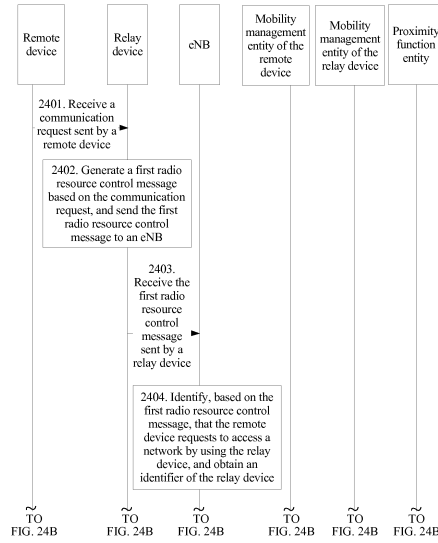 Remote
device
Relay
device
eNB
Mobility
management
entity of the
remote
device
Mobility
management
entity of the
relay device
Proximity
function
entity
2401. Receive a
communication
request sent by a
remote device
2402. Generate a first radio
resource control message
based on the communication
request, and send the first
radio resource control
message to an eNB
2403.
Receive the
first radio
resource
control
message
sent by a
relay device
2404. Identify, based on the
first radio resource control
message, that the remote
device requests to access a
network by using the relay
device, and obtain an
identifier of the relay device
TO
FIG. 24B
TO
FIG. 24B
TO
FIG. 24B
TO
FIG. 24B
TO
FIG. 24B
TO
FIG. 24B